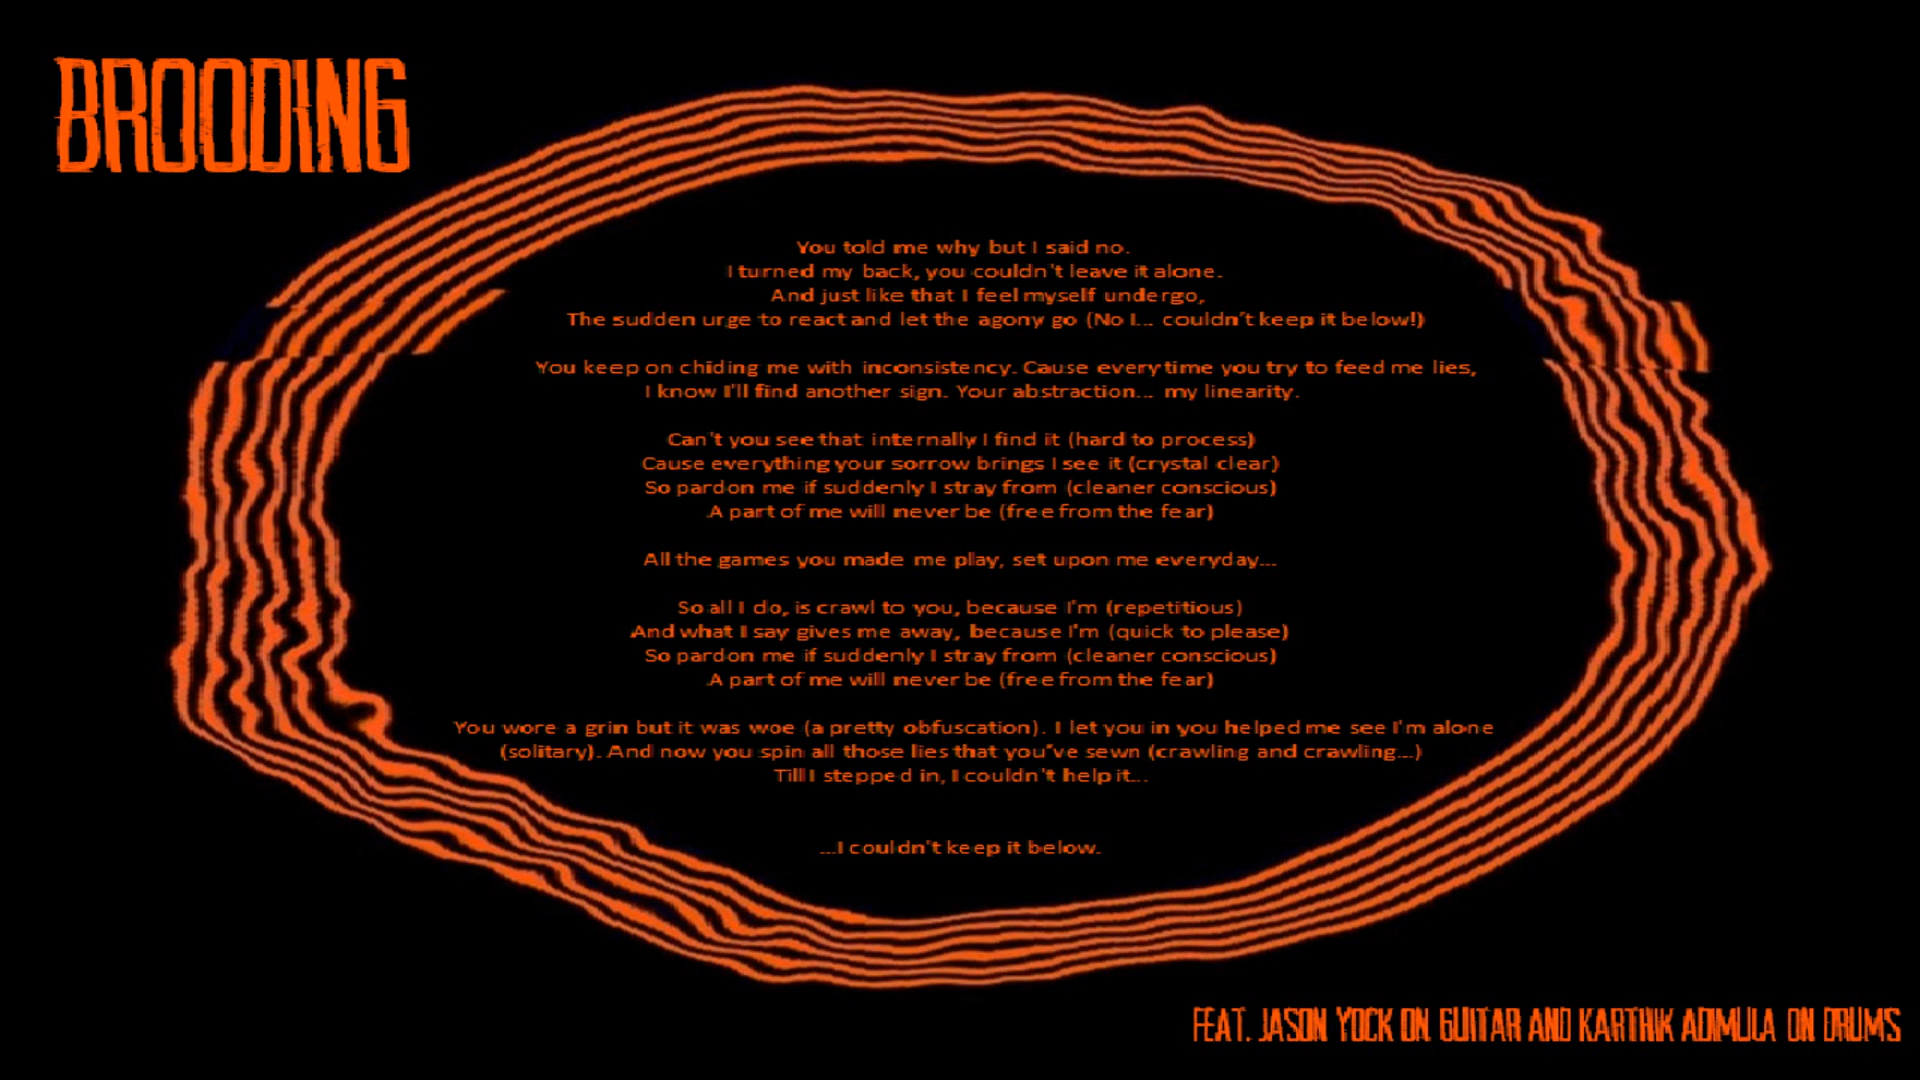 BROODING
You told me why but I said no.
I turned my back, you couldn't leave it alone.
And just like that I feel myself undergo,
The sudden urge to react and let the agony go (No I... couldn't keep it below!)
You keep on chiding me with inconsistency. Cause everytime you try to feed me lies,
I know I'll find another sign. Your abstraction... my linearity.
Can't you see that internally I find it (hard to process)
Cause everything your sorrow brings I see it (crystal clear)
So pardon me if suddenly I stray from (cleaner conscious)
A part of me will never be (free from the fear)
All the games you made me play, set upon me everyday...
So all I do, is crawl to you, because I'm (repetitious)
And what I say gives me away, because I'm (quick to please)
So pardon me if suddenly I stray from (cleaner conscious)
A part of me will never be (free from the fear)
You wore a grin but it was woe (a pretty obfuscation). I let you in you helped me see I'm alone
(solitary). And now you spin all those lies that you've sewn (crawling and crawling...)
Till I stepped in, I couldn't help it...
...I couldn't keep it below.
FEAT. JASON YOCK ON GUITAR AND KARTHIK ADIMULA ON DRUMS